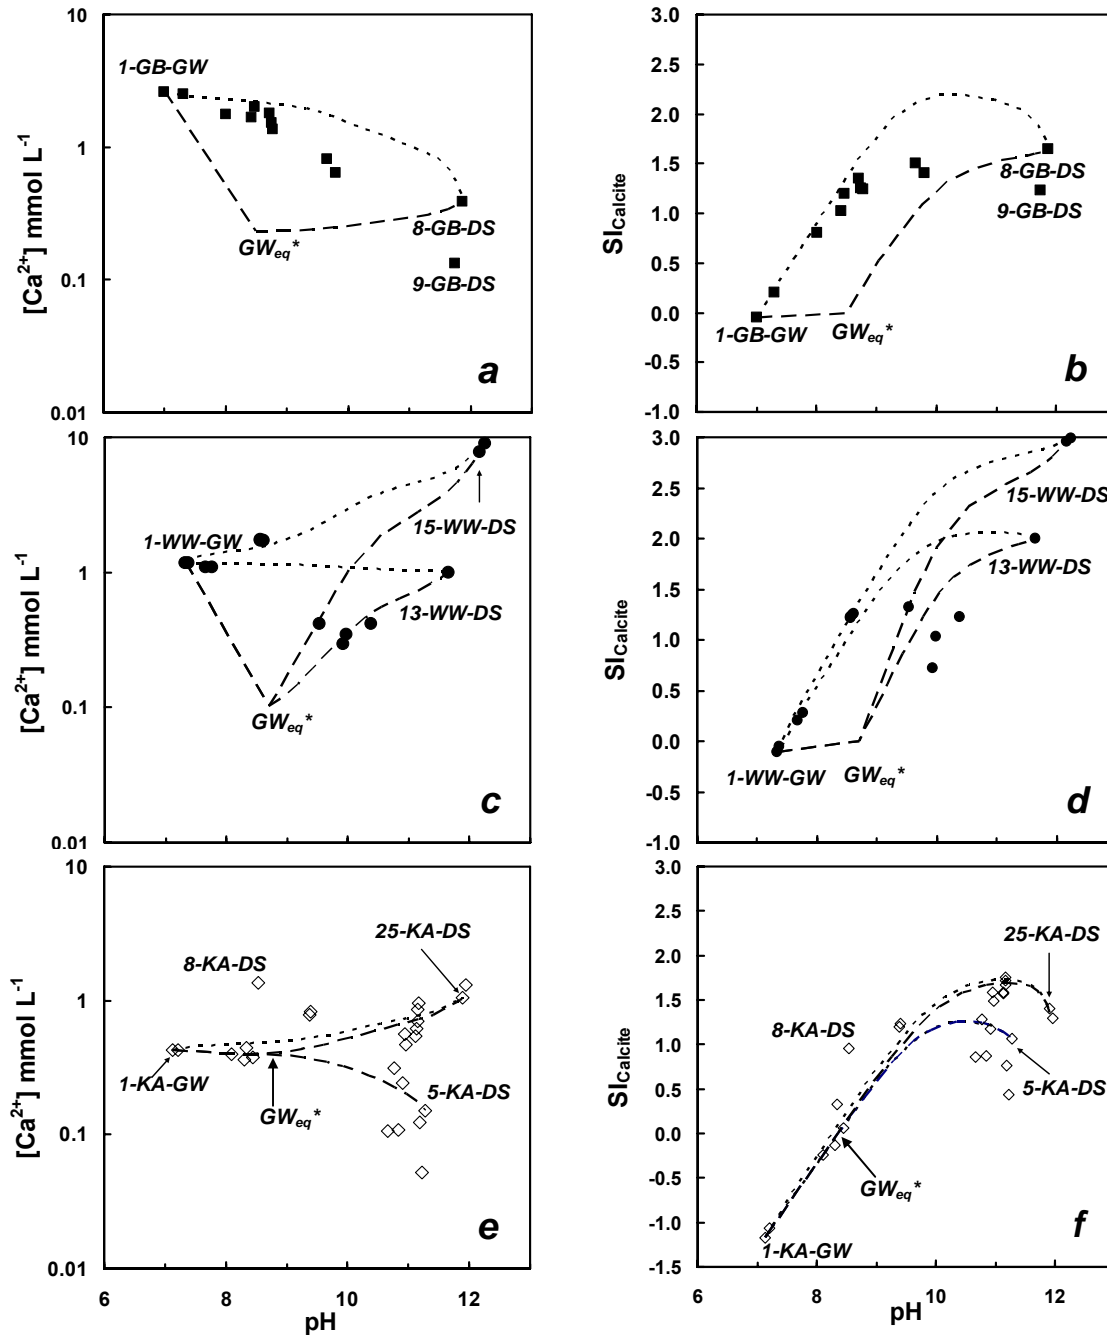 10
1
0.1
0.01
[Ca²⁺] mmol L⁻¹
1-GB-GW
GWeq*
8-GB-DS
9-GB-DS
a
3.0
2.5
2.0
1.5
1.0
0.5
0.0
-0.5
-1.0
SICalcite
8-GB-DS
9-GB-DS
1-GB-GW
GWeq*
b
10
1
0.1
0.01
[Ca²⁺] mmol L⁻¹
1-WW-GW
15-WW-DS
13-WW-DS
GWeq*
c
3.0
2.5
2.0
1.5
1.0
0.5
0.0
-0.5
-1.0
SICalcite
15-WW-DS
13-WW-DS
1-WW-GW
GWeq*
d
10
1
0.1
0.01
[Ca²⁺] mmol L⁻¹
25-KA-DS
8-KA-DS
1-KA-GW
5-KA-DS
GWeq*
e
6
8
10
12
pH
3.0
2.5
2.0
1.5
1.0
0.5
0.0
-0.5
-1.0
-1.5
SICalcite
25-KA-DS
8-KA-DS
5-KA-DS
GWeq*
1-KA-GW
f
6
8
10
12
pH